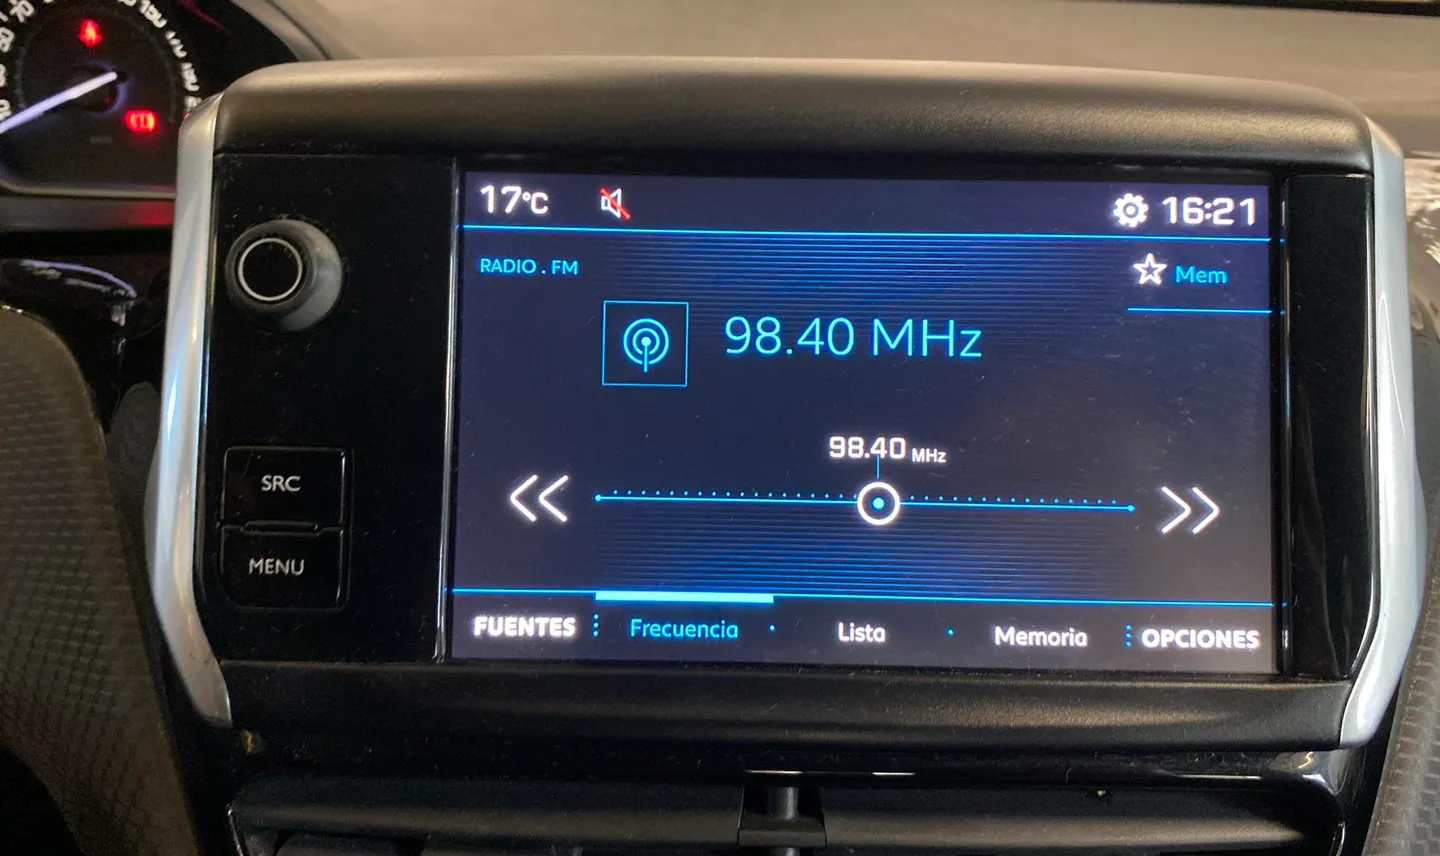 17°C 16:21
RADIO . FM
Mem
98.40 MHz
98.40 MHz
SRC
MENU
FUENTES Frecuencia Lista Memoria OPCIONES